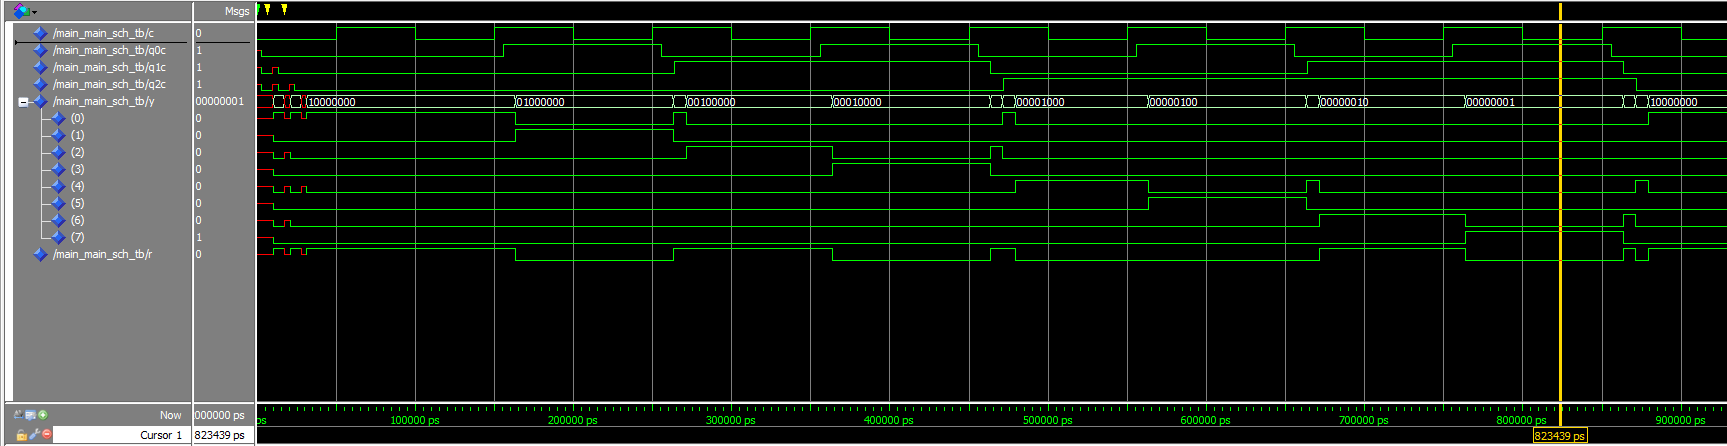 Msgs
/main_main_sch_tb/c 0
/main_main_sch_tb/q0c 1
/main_main_sch_tb/q1c 1
/main_main_sch_tb/q2c 1
/main_main_sch_tb/y 00000001 10000000 01000000 00100000 00010000 00001000 00000100 00000010 00000001 10000000
(0) 0
(1) 0
(2) 0
(3) 0
(4) 0
(5) 0
(6) 0
(7) 1
/main_main_sch_tb/r 0
Now 000000 ps ps 100000 ps 200000 ps 300000 ps 400000 ps 500000 ps 600000 ps 700000 ps 800000 ps 900000 ps
Cursor 1 823439 ps 823439 ps